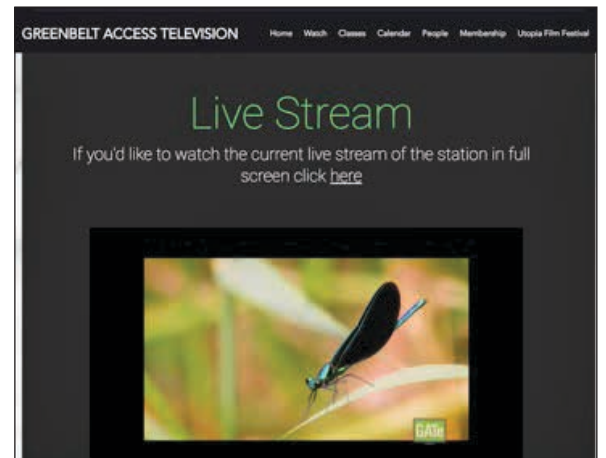 GREENBELT ACCESS TELEVISION
Home Watch Classes Calendar People Membership Utopia Film Festival
Live Stream
If you'd like to watch the current live stream of the station in full
screen click here
GATe